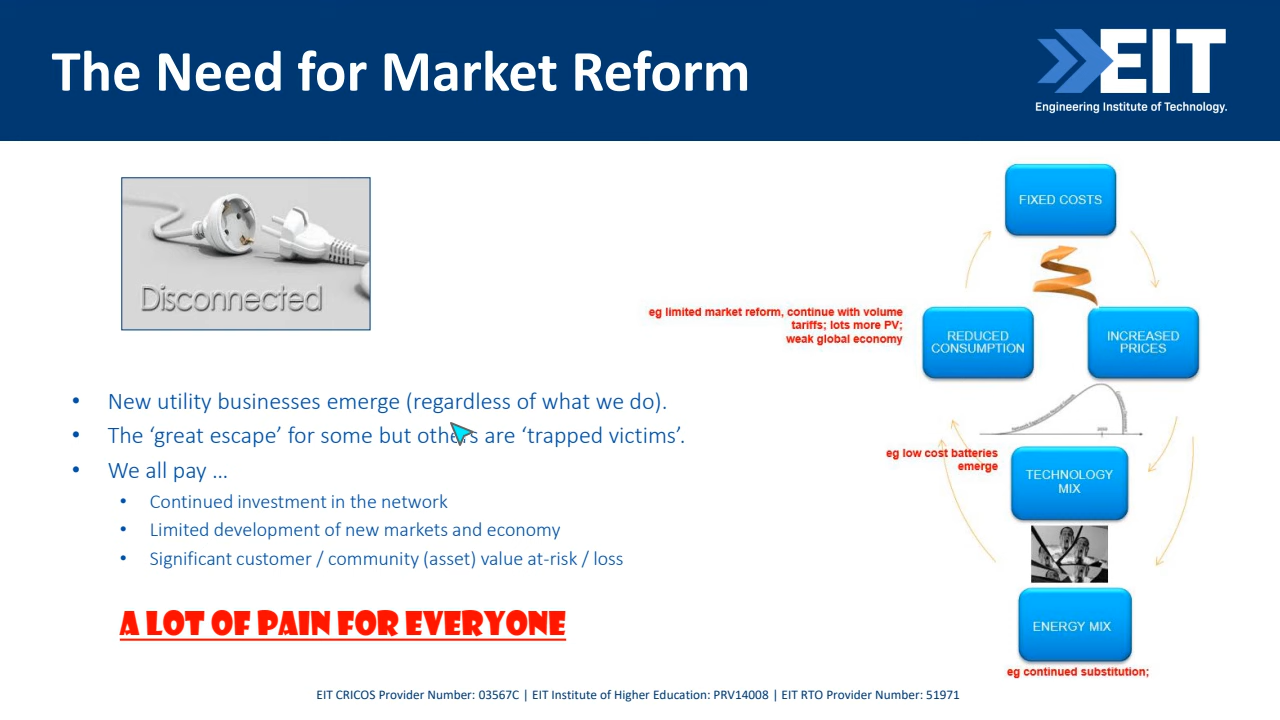 The Need for Market Reform
EIT
Engineering Institute of Technology.
Disconnected
FIXED COSTS
eg limited market reform, continue with volume
tariffs; lots more PV;
weak global economy
REDUCED
CONSUMPTION
INCREASED
PRICES
• New utility businesses emerge (regardless of what we do).
• The ‘great escape’ for some but others are ‘trapped victims’.
• We all pay …
• Continued investment in the network
• Limited development of new markets and economy
• Significant customer / community (asset) value at-risk / loss
eg low cost batteries
emerge
TECHNOLOGY
MIX
ENERGY MIX
eg continued substitution;
A LOT OF PAIN FOR EVERYONE
EIT CRICOS Provider Number: 03567C | EIT Institute of Higher Education: PRV14008 | EIT RTO Provider Number: 51971